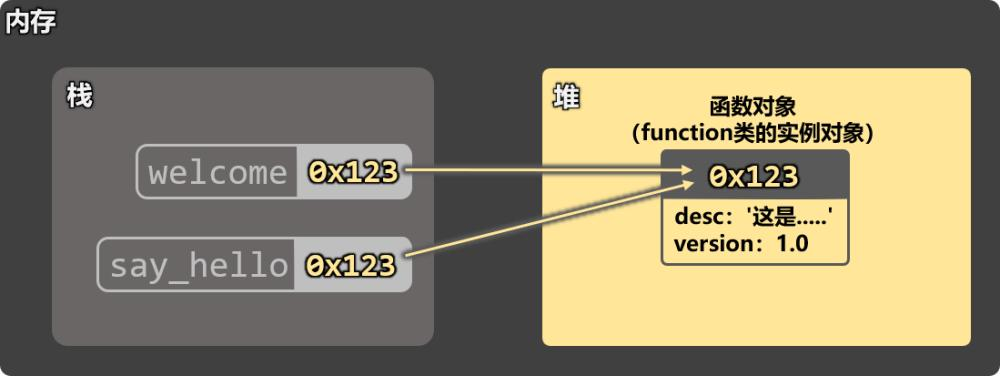 内存
栈
堆
函数对象
（function类的实例对象）
welcome 0x123
0x123
say_hello 0x123
desc：'这是.....'
version：1.0